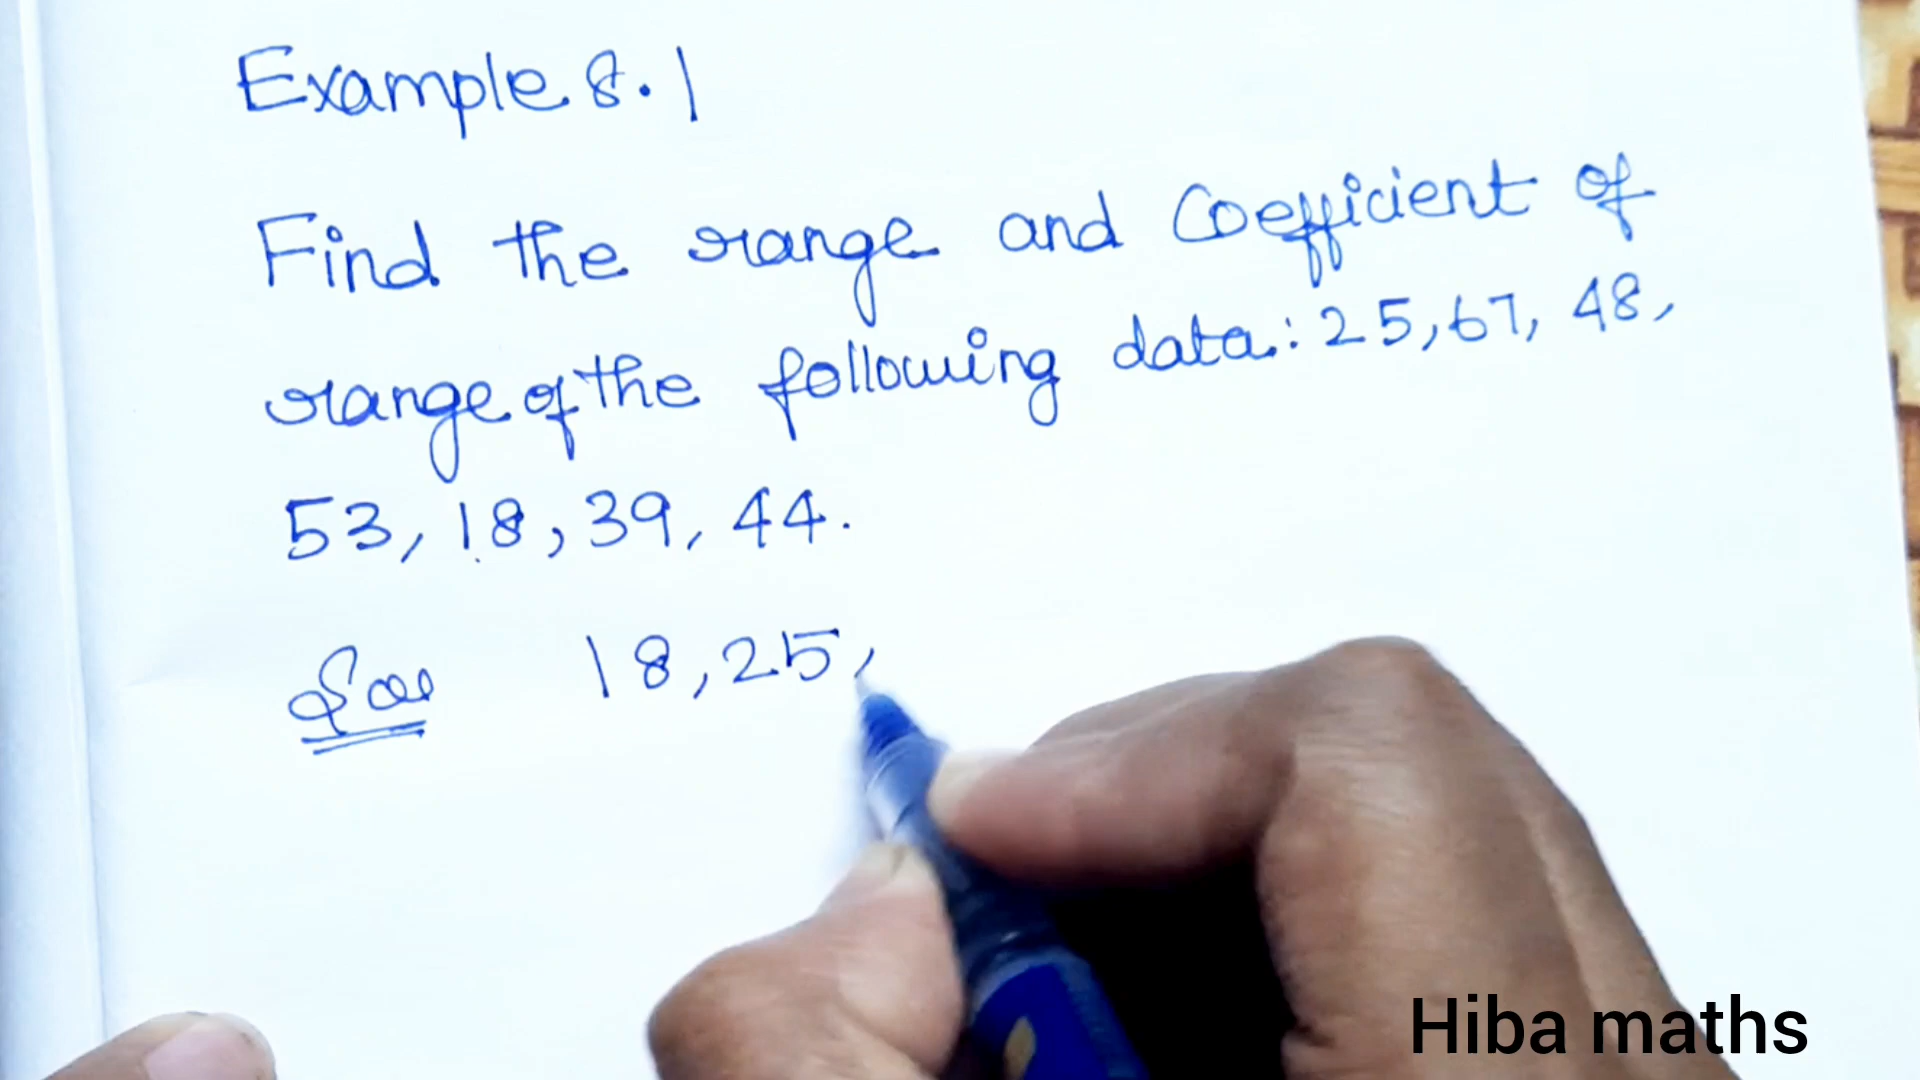 Example 8.1
Find the range and Coefficient of
range of the following data: 25, 67, 48,
53, 18, 39, 44.
18, 25,
Hiba maths